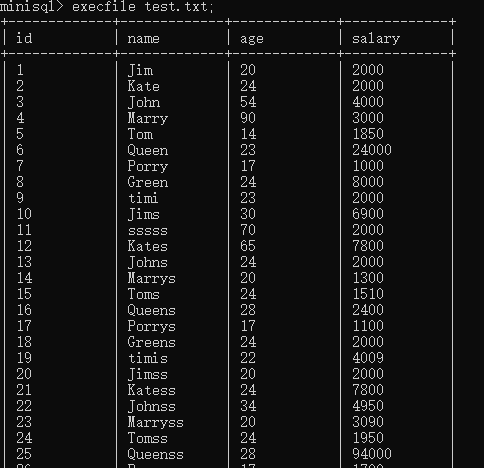 minisql> execfile test.txt;
id name age salary
1 Jim 20 2000
2 Kate 24 2000
3 John 54 4000
4 Marry 90 3000
5 Tom 14 1850
6 Queen 23 24000
7 Porry 17 1000
8 Green 24 8000
9 timi 23 2000
10 Jims 30 6900
11 sssss 70 2000
12 Kates 65 7800
13 Johns 24 2000
14 Marrys 20 1300
15 Toms 24 1510
16 Queens 28 2400
17 Porrys 17 1100
18 Greens 24 2000
19 timis 22 4009
20 Jimss 20 2000
21 Katess 24 7800
22 Johnss 34 4950
23 Marryss 20 3090
24 Tomss 24 1950
25 Queenss 28 94000